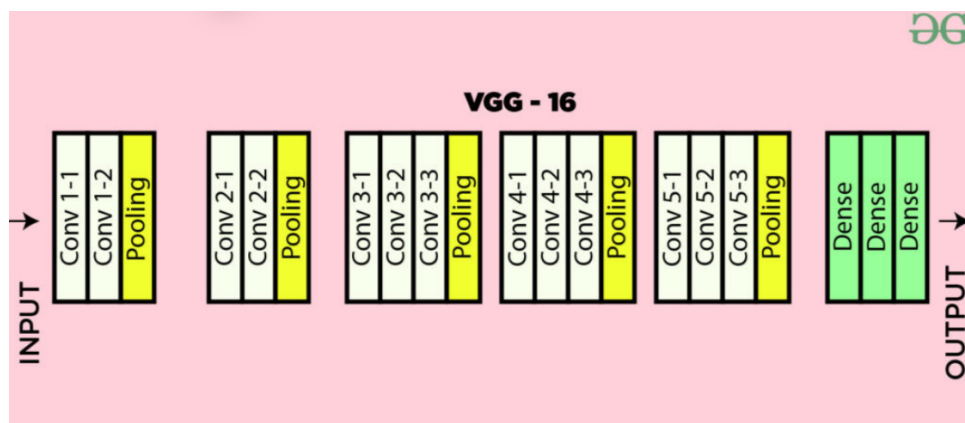 VGG - 16
INPUT
Conv 1-1
Conv 1-2
Pooling
Conv 2-1
Conv 2-2
Pooling
Conv 3-1
Conv 3-2
Conv 3-3
Pooling
Conv 4-1
Conv 4-2
Conv 4-3
Pooling
Conv 5-1
Conv 5-2
Conv 5-3
Pooling
Dense
Dense
Dense
OUTPUT